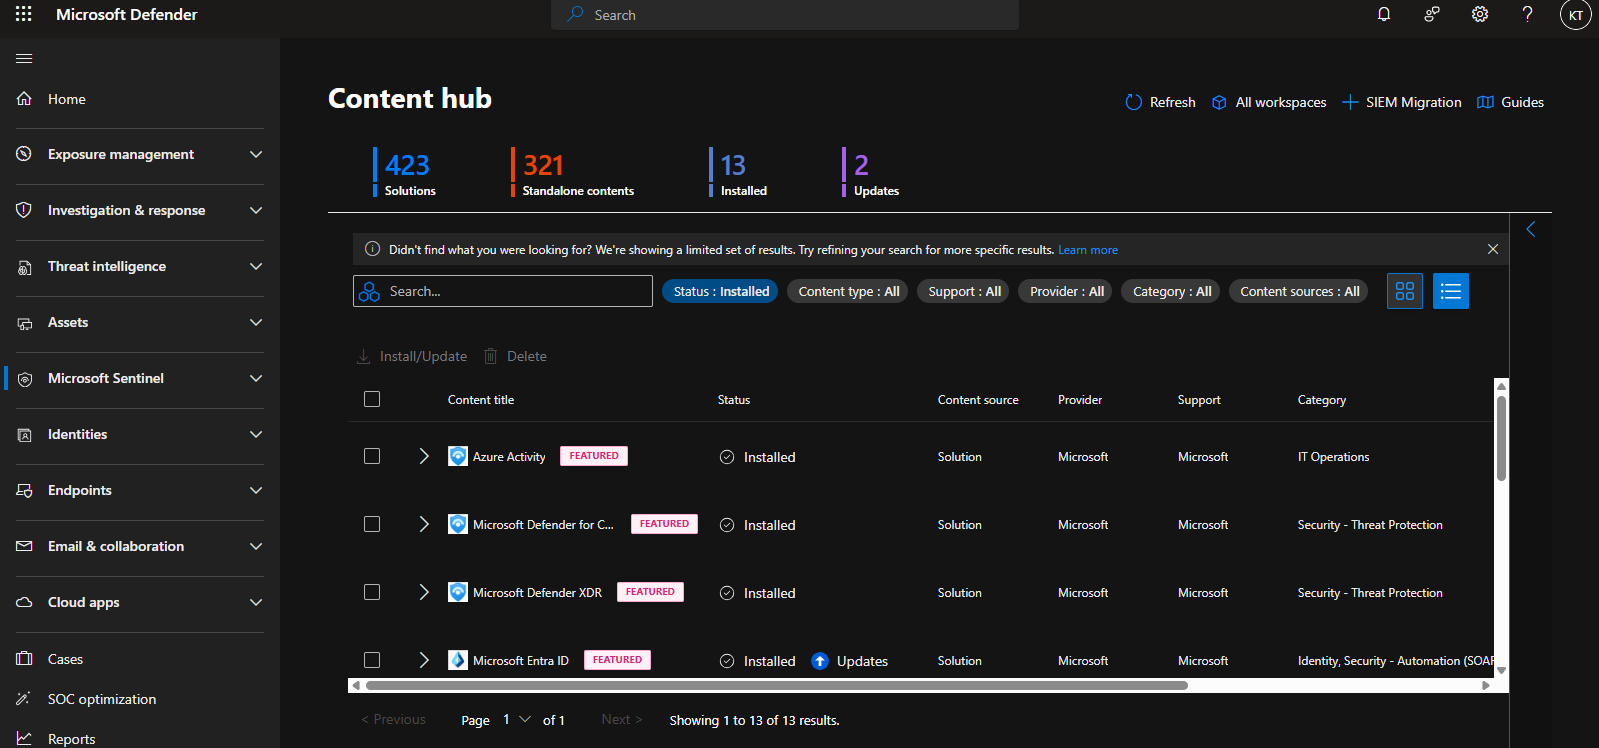 Microsoft Defender
Search
KT
Home
Exposure management
Investigation & response
Threat intelligence
Assets
Microsoft Sentinel
Identities
Endpoints
Email & collaboration
Cloud apps
Cases
SOC optimization
Reports
Content hub
Refresh
All workspaces
SIEM Migration
Guides
423
Solutions
321
Standalone contents
13
Installed
2
Updates
Didn't find what you were looking for? We're showing a limited set of results. Try refining your search for more specific results. Learn more
Search...
Status : Installed
Content type : All
Support : All
Provider : All
Category : All
Content sources : All
Install/Update
Delete
Content title Status Content source Provider Support Category
Azure Activity FEATURED Installed Solution Microsoft Microsoft IT Operations
Microsoft Defender for C... FEATURED Installed Solution Microsoft Microsoft Security - Threat Protection
Microsoft Defender XDR FEATURED Installed Solution Microsoft Microsoft Security - Threat Protection
Microsoft Entra ID FEATURED Installed Updates Solution Microsoft Microsoft Identity, Security - Automation (SOAR
< Previous Page 1 of 1 Next > Showing 1 to 13 of 13 results.